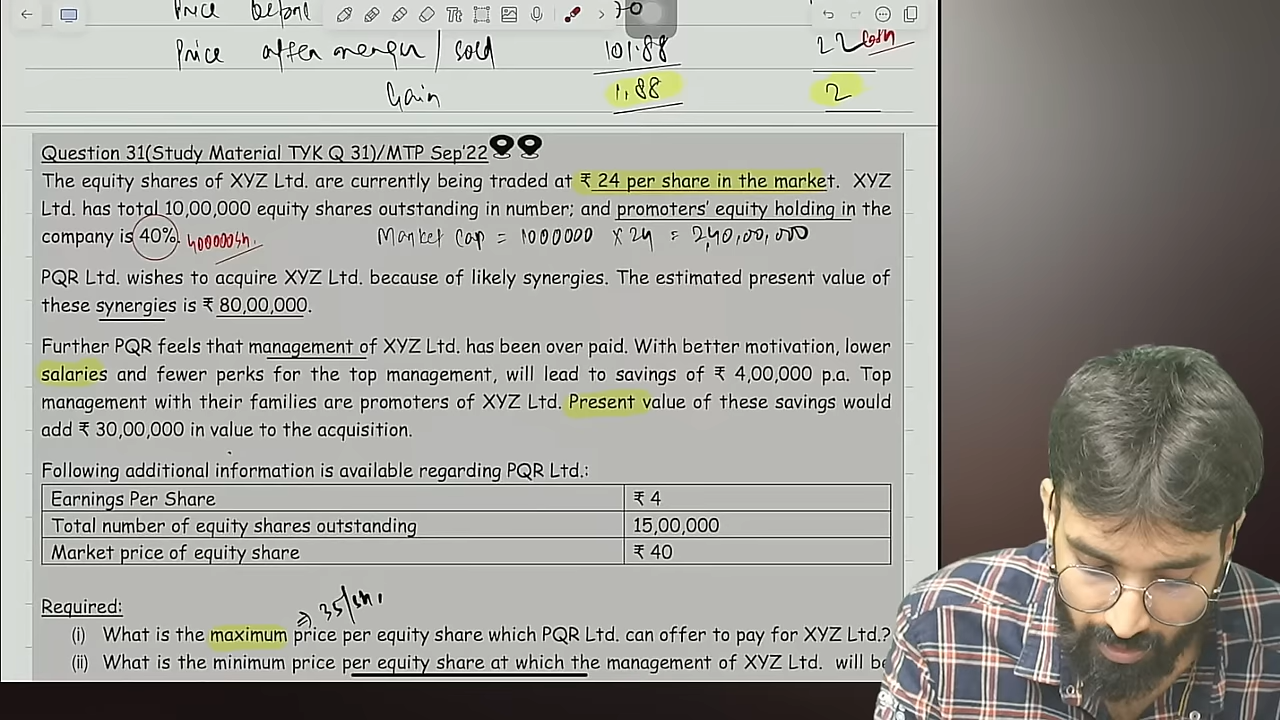 Price before 70
Price after merger / sold 101.88 22 Cash
Gain 1.88 2
Question 31(Study Material TYK Q 31)/MTP Sep'22
The equity shares of XYZ Ltd. are currently being traded at ₹ 24 per share in the market. XYZ
Ltd. has total 10,00,000 equity shares outstanding in number; and promoters' equity holding in the
company is 40%. 400000sh. Market Cap = 1000000 x 24 = 2,40,00,000
PQR Ltd. wishes to acquire XYZ Ltd. because of likely synergies. The estimated present value of
these synergies is ₹ 80,00,000.
Further PQR feels that management of XYZ Ltd. has been over paid. With better motivation, lower
salaries and fewer perks for the top management, will lead to savings of ₹ 4,00,000 p.a. Top
management with their families are promoters of XYZ Ltd. Present value of these savings would
add ₹ 30,00,000 in value to the acquisition.
Following additional information is available regarding PQR Ltd.:
Earnings Per Share ₹ 4
Total number of equity shares outstanding 15,00,000
Market price of equity share ₹ 40
Required: => 35/sh.
(i) What is the maximum price per equity share which PQR Ltd. can offer to pay for XYZ Ltd.?
(ii) What is the minimum price per equity share at which the management of XYZ Ltd. will be